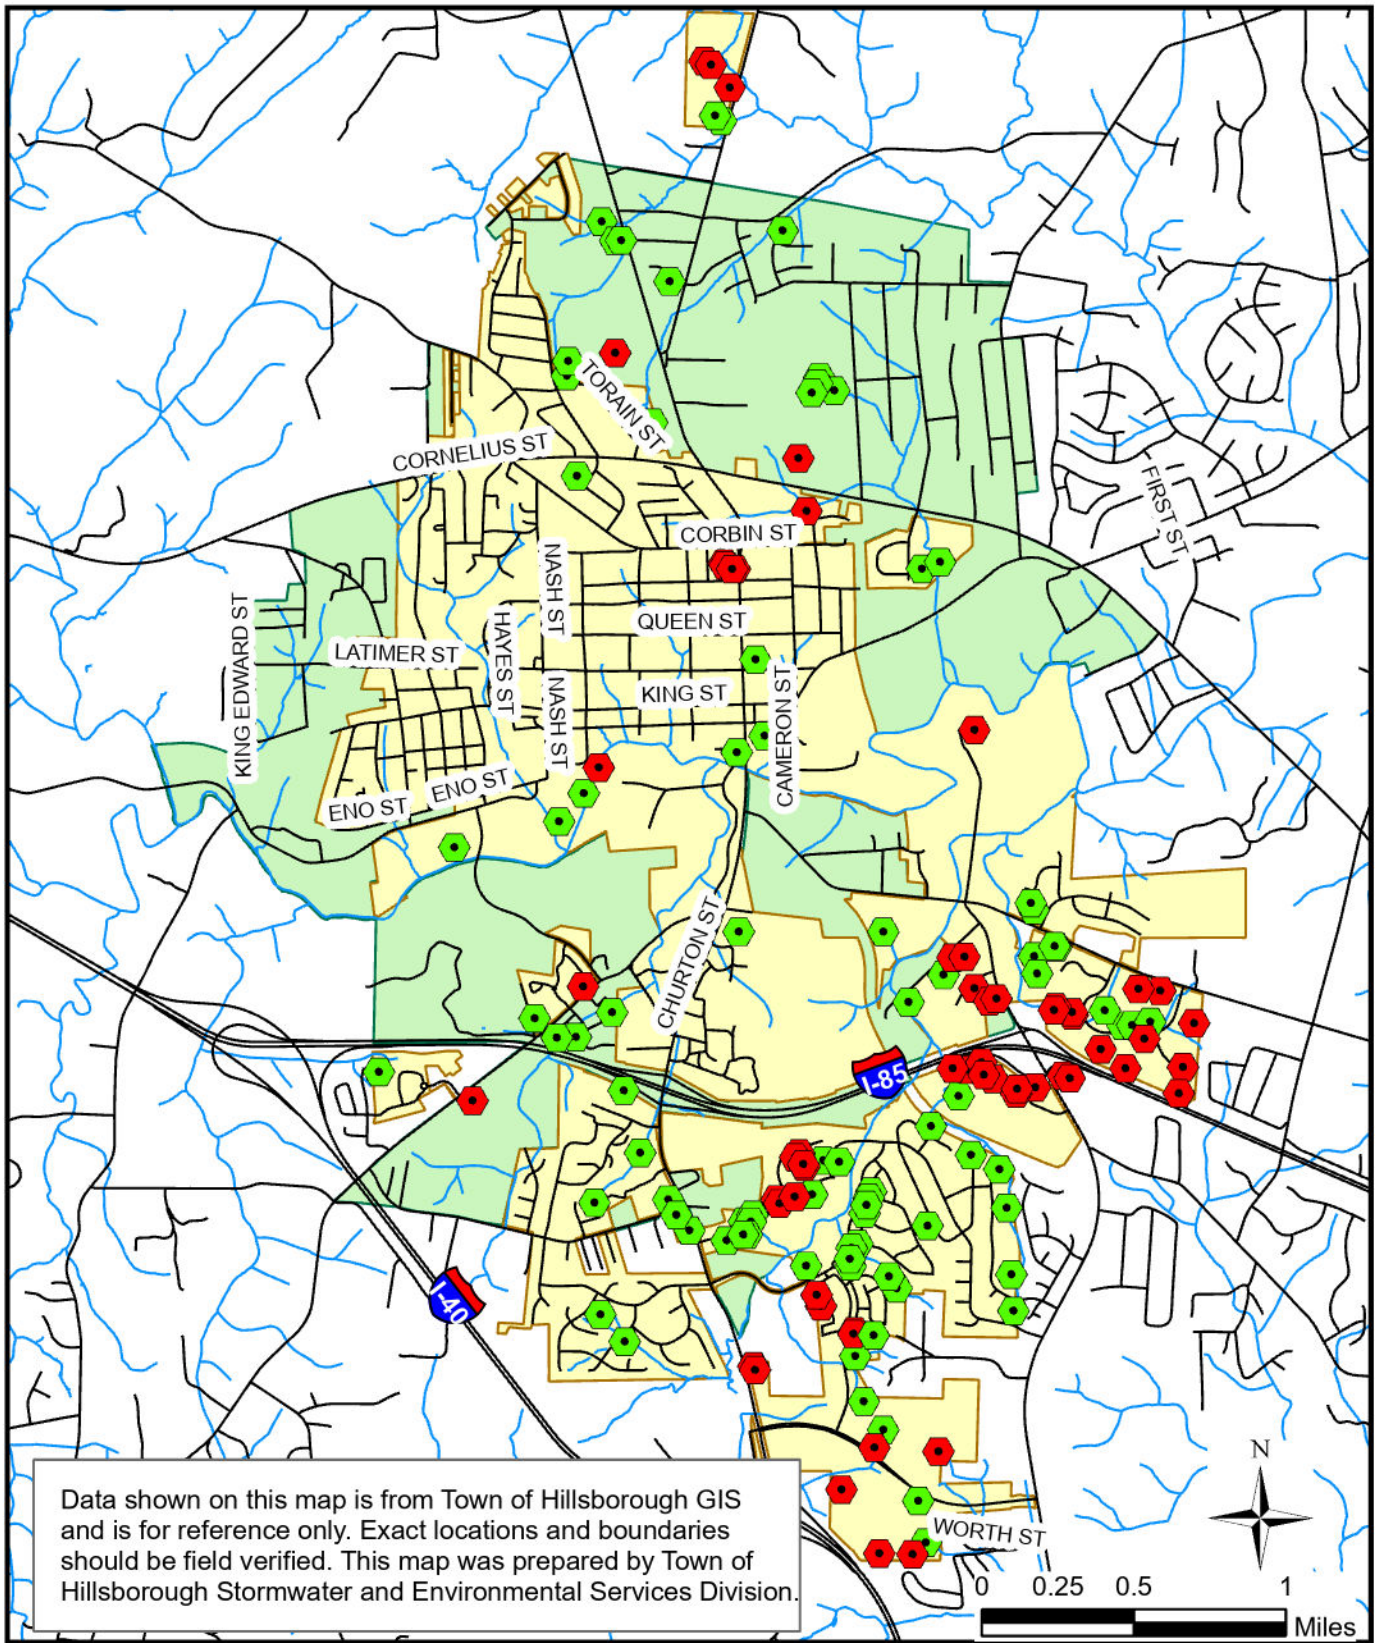 TORAIN ST
CORNELIUS ST
FIRST ST
CORBIN ST
NASH ST
KING EDWARD ST
HAYES ST
QUEEN ST
LATIMER ST
KING ST
NASH ST
CAMERON ST
ENO ST
ENO ST
CHURTON ST
I-85
I-40
N
Data shown on this map is from Town of Hillsborough GIS
and is for reference only. Exact locations and boundaries
should be field verified. This map was prepared by Town of
Hillsborough Stormwater and Environmental Services Division.
WORTH ST
0 0.25 0.5 1
Miles